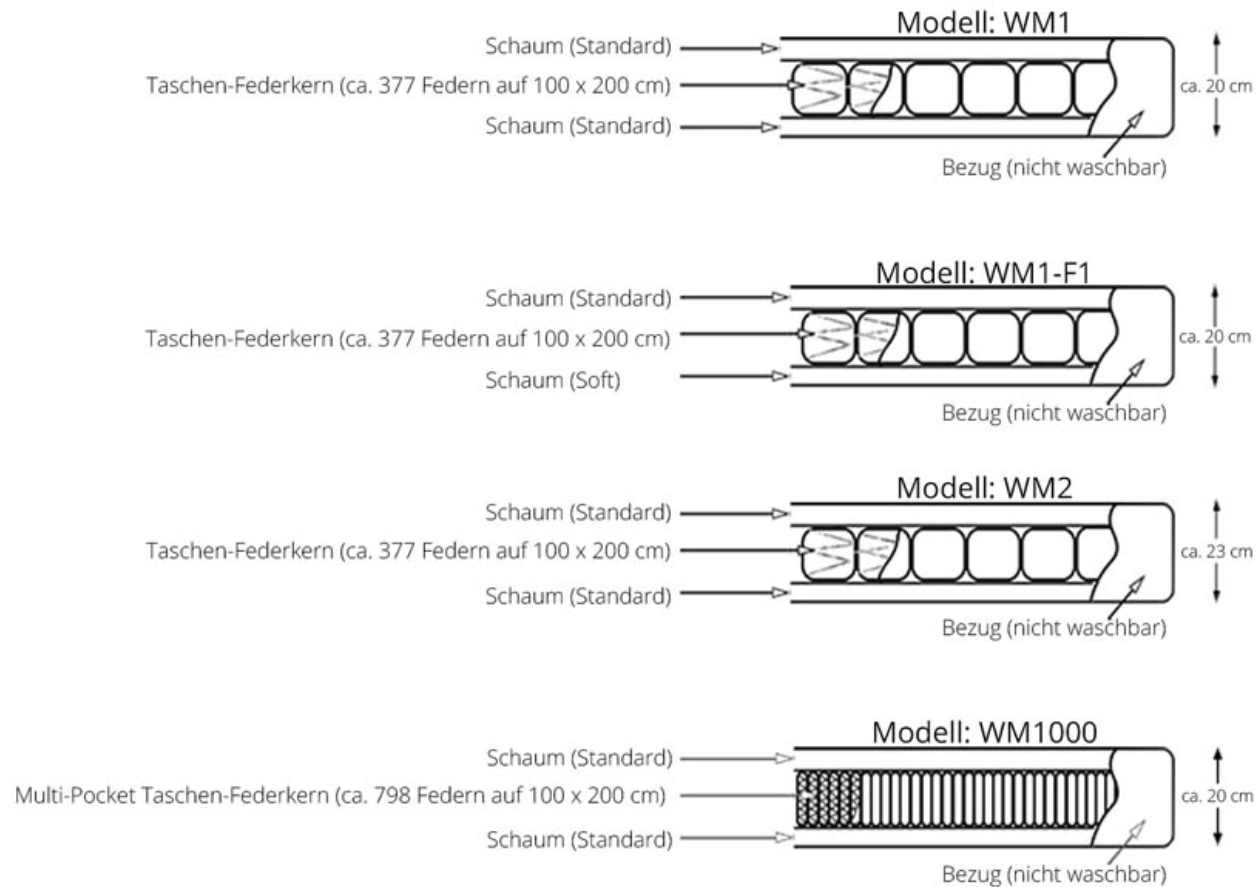 Modell: WM1
Schaum (Standard)
Taschen-Federkern (ca. 377 Federn auf 100 x 200 cm)
ca. 20 cm
Schaum (Standard)
Bezug (nicht waschbar)
Modell: WM1-F1
Schaum (Standard)
Taschen-Federkern (ca. 377 Federn auf 100 x 200 cm)
ca. 20 cm
Schaum (Soft)
Bezug (nicht waschbar)
Modell: WM2
Schaum (Standard)
Taschen-Federkern (ca. 377 Federn auf 100 x 200 cm)
ca. 23 cm
Schaum (Standard)
Bezug (nicht waschbar)
Modell: WM1000
Schaum (Standard)
Multi-Pocket Taschen-Federkern (ca. 798 Federn auf 100 x 200 cm)
ca. 20 cm
Schaum (Standard)
Bezug (nicht waschbar)